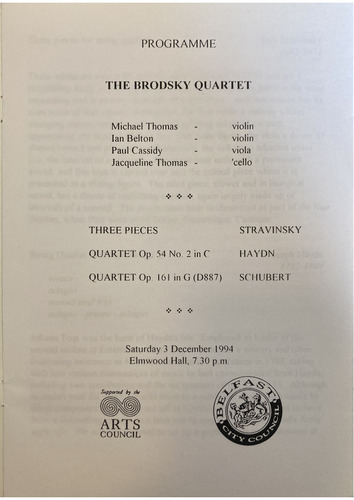 PROGRAMME
THE BRODSKY QUARTET
Michael Thomas - violin
Ian Belton - violin
Paul Cassidy - viola
Jacqueline Thomas - 'cello
THREE PIECES STRAVINSKY
QUARTET Op. 54 No. 2 in C HAYDN
QUARTET Op. 161 in G (D887) SCHUBERT
Saturday 3 December 1994
Elmwood Hall, 7.30 p.m.
Supported by the
ARTS
COUNCIL
BELFAST
CITY COUNCIL